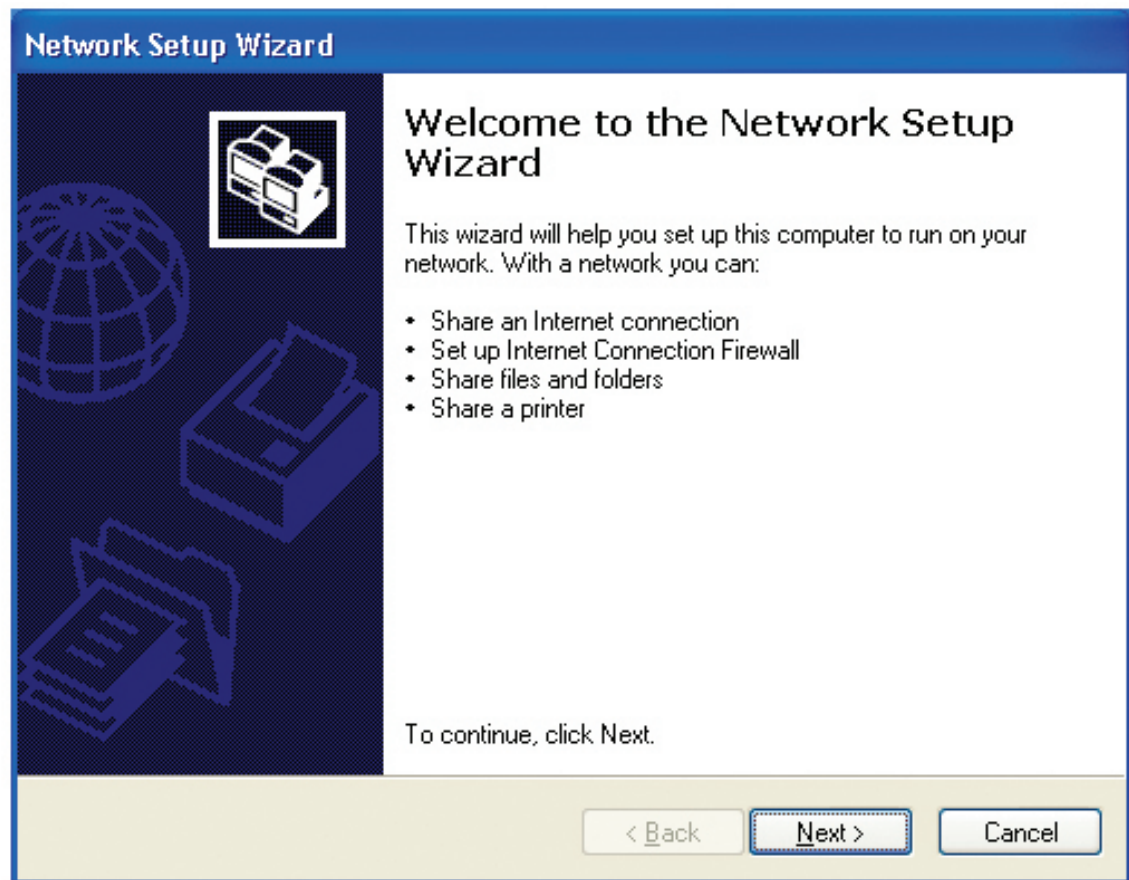 Network Setup Wizard
Welcome to the Network Setup
Wizard
This wizard will help you set up this computer to run on your
network. With a network you can:
• Share an Internet connection
• Set up Internet Connection Firewall
• Share files and folders
• Share a printer
To continue, click Next.
< Back Next > Cancel